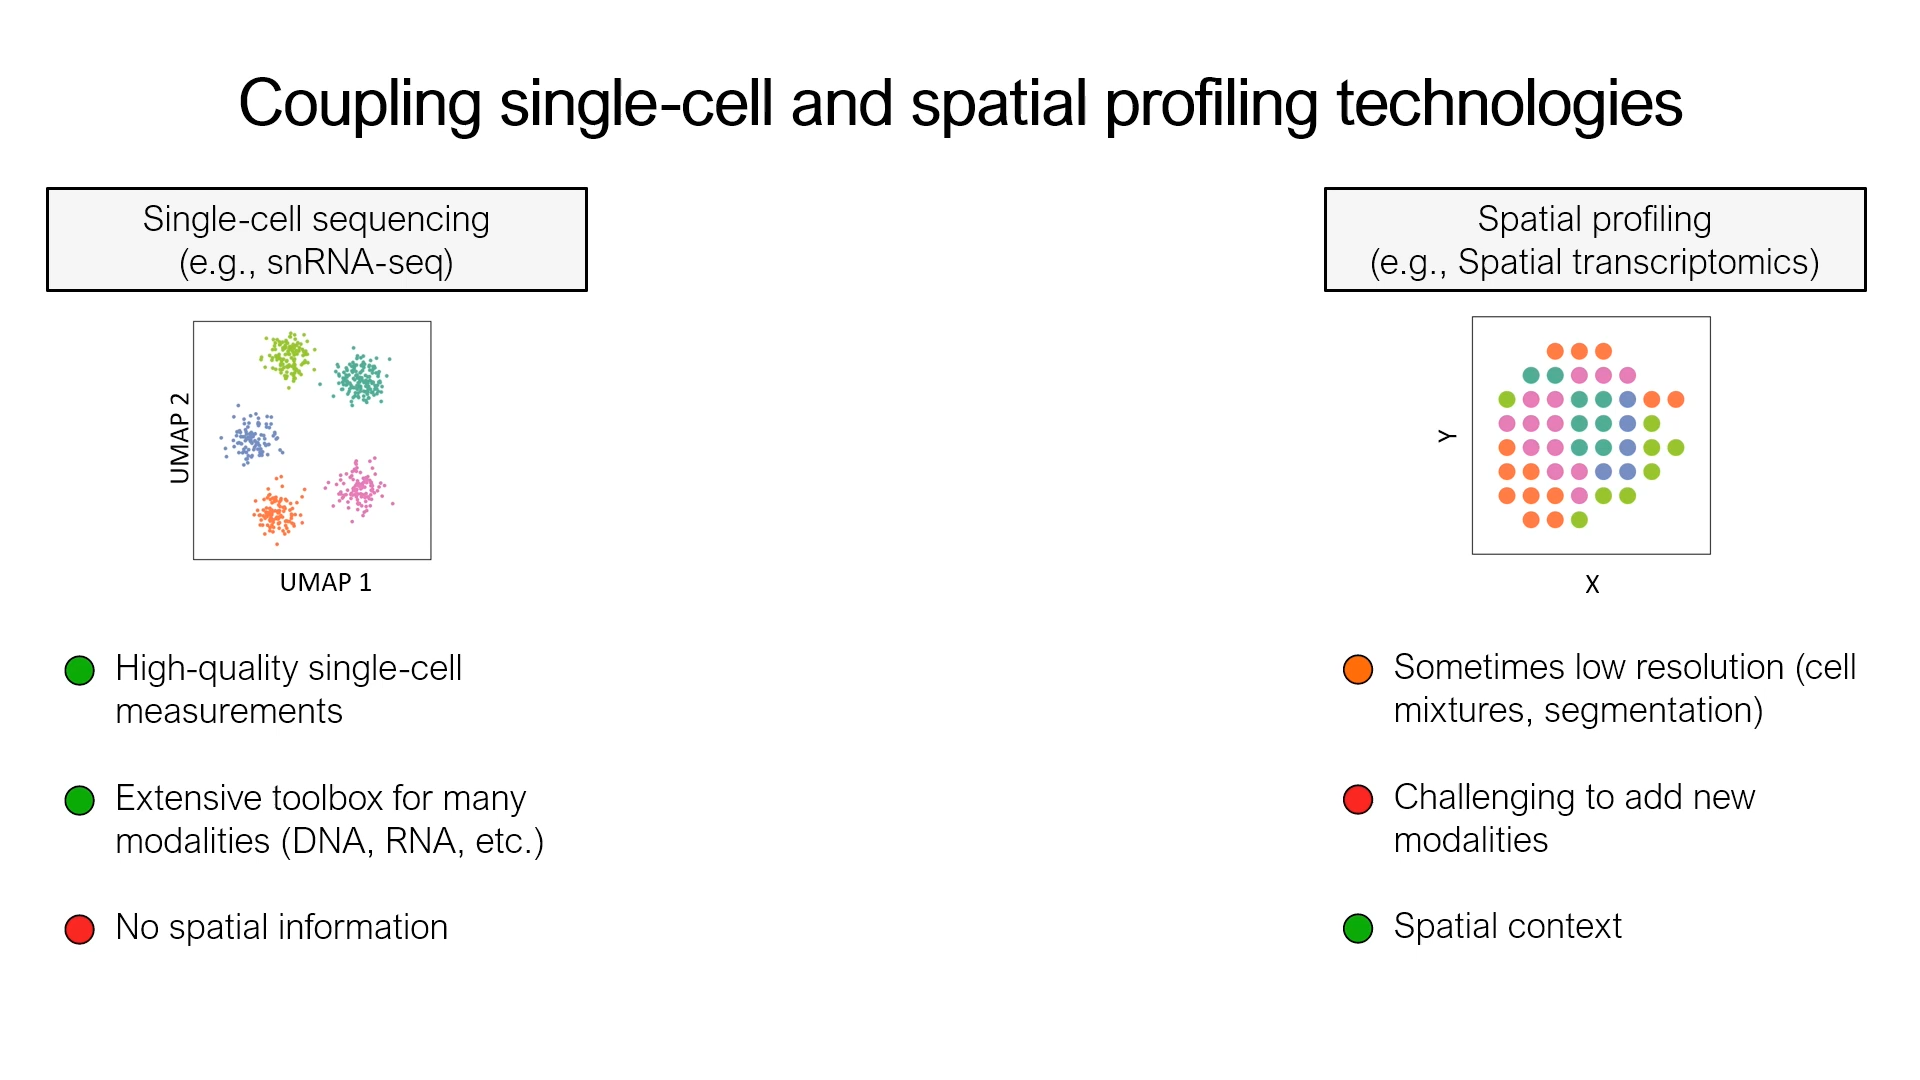 Coupling single-cell and spatial profiling technologies
Single-cell sequencing
(e.g., snRNA-seq)
UMAP 2
UMAP 1
High-quality single-cell
measurements
Extensive toolbox for many
modalities (DNA, RNA, etc.)
No spatial information
Spatial profiling
(e.g., Spatial transcriptomics)
Y
X
Sometimes low resolution (cell
mixtures, segmentation)
Challenging to add new
modalities
Spatial context